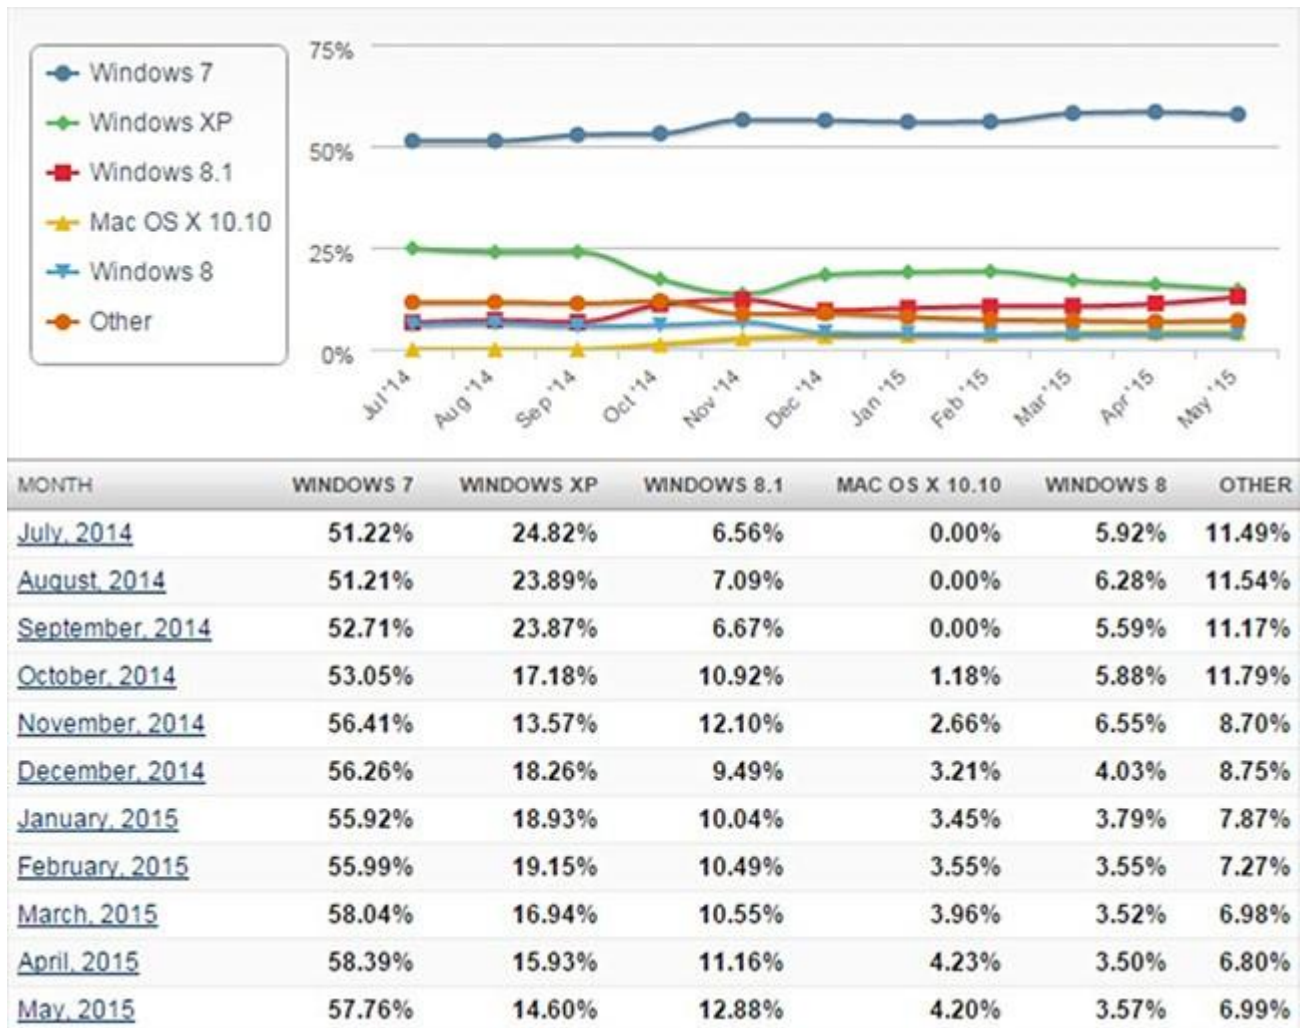 Windows 7
Windows XP
Windows 8.1
Mac OS X 10.10
Windows 8
Other
75%
50%
25%
0%
Jul '14
Aug '14
Sep '14
Oct '14
Nov '14
Dec '14
Jan '15
Feb '15
Mar '15
Apr '15
May '15
MONTH WINDOWS 7 WINDOWS XP WINDOWS 8.1 MAC OS X 10.10 WINDOWS 8 OTHER
July, 2014 51.22% 24.82% 6.56% 0.00% 5.92% 11.49%
August, 2014 51.21% 23.89% 7.09% 0.00% 6.28% 11.54%
September, 2014 52.71% 23.87% 6.67% 0.00% 5.59% 11.17%
October, 2014 53.05% 17.18% 10.92% 1.18% 5.88% 11.79%
November, 2014 56.41% 13.57% 12.10% 2.66% 6.55% 8.70%
December, 2014 56.26% 18.26% 9.49% 3.21% 4.03% 8.75%
January, 2015 55.92% 18.93% 10.04% 3.45% 3.79% 7.87%
February, 2015 55.99% 19.15% 10.49% 3.55% 3.55% 7.27%
March, 2015 58.04% 16.94% 10.55% 3.96% 3.52% 6.98%
April, 2015 58.39% 15.93% 11.16% 4.23% 3.50% 6.80%
May, 2015 57.76% 14.60% 12.88% 4.20% 3.57% 6.99%